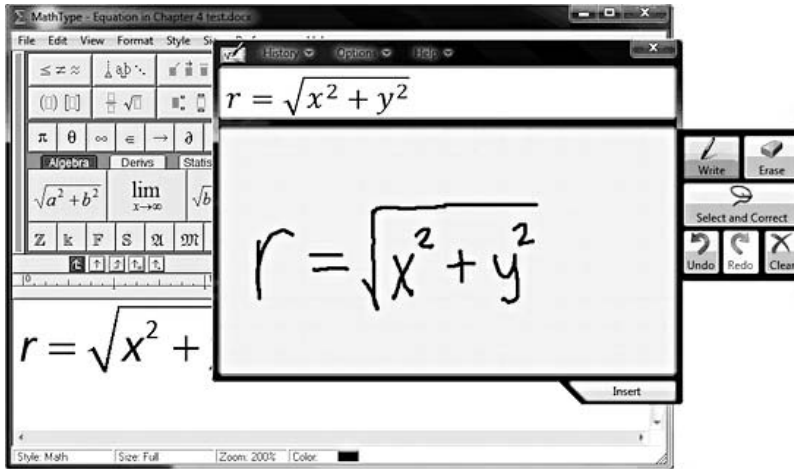 MathType - Equation in Chapter 4 test.docx
File Edit View Format Style
≤ ≠ ≈
π θ ∞ ∈ → ∂
Algebra Derivs Statis
√a² + b² lim x→∞ √b
Z k F S 𝔄 𝔐
0
r = √x² +
Style: Math Size: Full Zoom: 200% Color:
History Options Help
r = √x² + y²
r = √x² + y²
Insert
Write Erase
Select and Correct
Undo Redo Clear